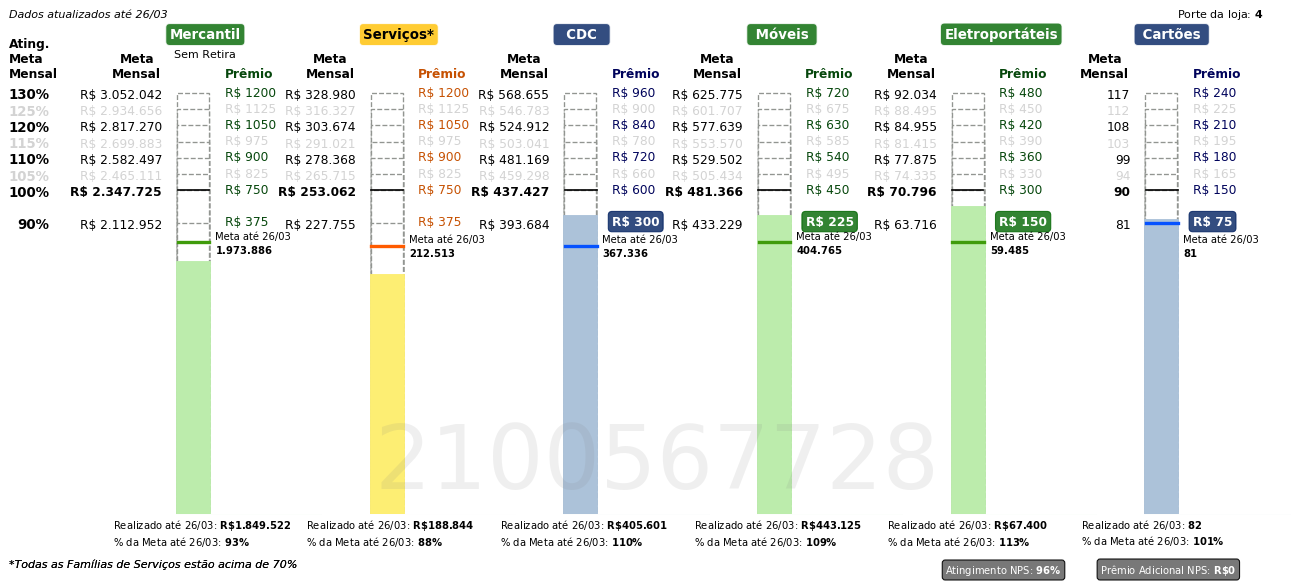 Dados atualizados até 26/03
Porte da loja: 4
Mercantil Serviços* CDC Móveis Eletroportáteis Cartões
Sem Retira
Ating. Meta Mensal
Meta Mensal Prêmio Meta Mensal Prêmio Meta Mensal Prêmio Meta Mensal Prêmio Meta Mensal Prêmio Meta Mensal Prêmio
130% R$ 3.052.042 R$ 1200 R$ 328.980 R$ 1200 R$ 568.655 R$ 960 R$ 625.775 R$ 720 R$ 92.034 R$ 480 117 R$ 240
125% R$ 2.934.656 R$ 1125 R$ 316.327 R$ 1125 R$ 546.783 R$ 900 R$ 601.707 R$ 675 R$ 88.495 R$ 450 112 R$ 225
120% R$ 2.817.270 R$ 1050 R$ 303.674 R$ 1050 R$ 524.912 R$ 840 R$ 577.639 R$ 630 R$ 84.955 R$ 420 108 R$ 210
115% R$ 2.699.883 R$ 975 R$ 291.021 R$ 975 R$ 503.041 R$ 780 R$ 553.570 R$ 585 R$ 81.415 R$ 390 103 R$ 195
110% R$ 2.582.497 R$ 900 R$ 278.368 R$ 900 R$ 481.169 R$ 720 R$ 529.502 R$ 540 R$ 77.875 R$ 360 99 R$ 180
105% R$ 2.465.111 R$ 825 R$ 265.715 R$ 825 R$ 459.298 R$ 660 R$ 505.434 R$ 495 R$ 74.335 R$ 330 94 R$ 165
100% R$ 2.347.725 R$ 750 R$ 253.062 R$ 750 R$ 437.427 R$ 600 R$ 481.366 R$ 450 R$ 70.796 R$ 300 90 R$ 150
90% R$ 2.112.952 R$ 375 R$ 227.755 R$ 375 R$ 393.684 R$ 300 R$ 433.229 R$ 225 R$ 63.716 R$ 150 81 R$ 75
Meta até 26/03 Meta até 26/03 Meta até 26/03 Meta até 26/03 Meta até 26/03 Meta até 26/03
1.973.886 212.513 367.336 404.765 59.485 81
2100567728
Realizado até 26/03: R$1.849.522 Realizado até 26/03: R$188.844 Realizado até 26/03: R$405.601 Realizado até 26/03: R$443.125 Realizado até 26/03: R$67.400 Realizado até 26/03: 82
% da Meta até 26/03: 93% % da Meta até 26/03: 88% % da Meta até 26/03: 110% % da Meta até 26/03: 109% % da Meta até 26/03: 113% % da Meta até 26/03: 101%
*Todas as Famílias de Serviços estão acima de 70%
Atingimento NPS: 96% Prêmio Adicional NPS: R$0